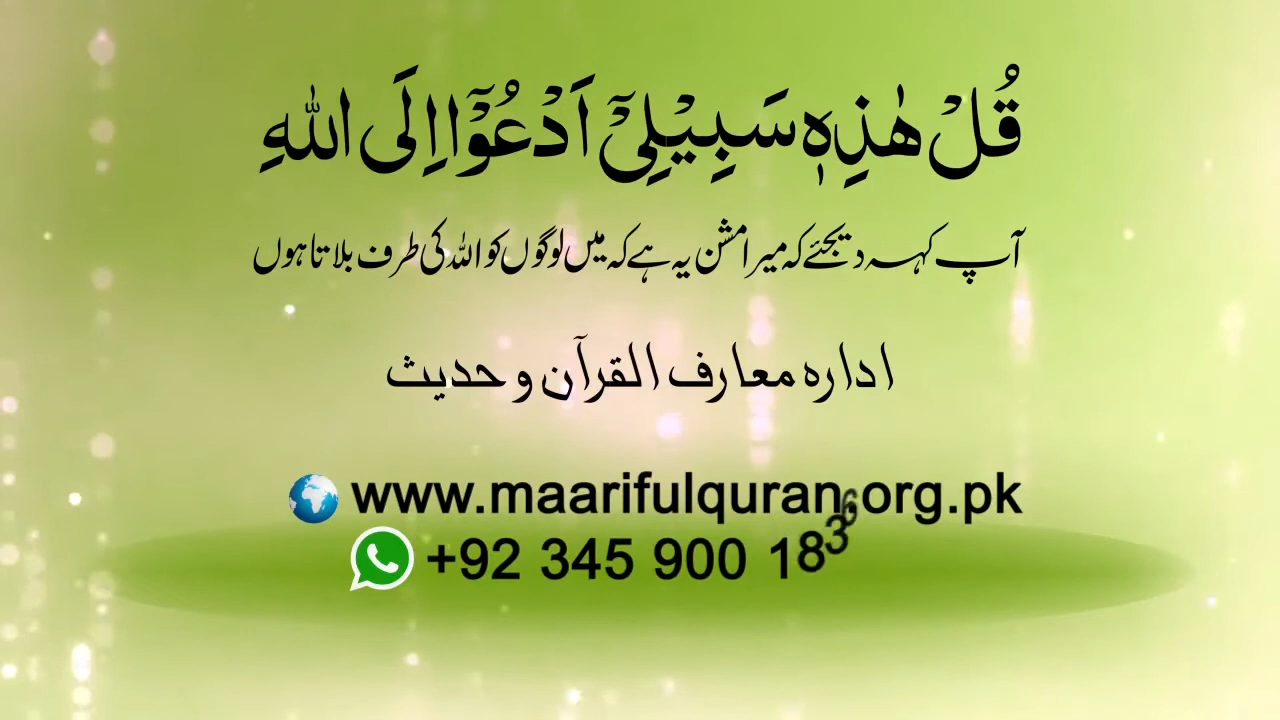 قُلْ هٰذِهٖ سَبِيْلِيْٓ اَدْعُوْٓا اِلَى اللّٰهِ
آپ کہہ دیجئے کہ میرا مشن یہ ہے کہ میں لوگوں کو اللہ کی طرف بلاتا ہوں
ادارہ معارف القرآن و حدیث
www.maarifulquran.org.pk
+92 345 900 1836